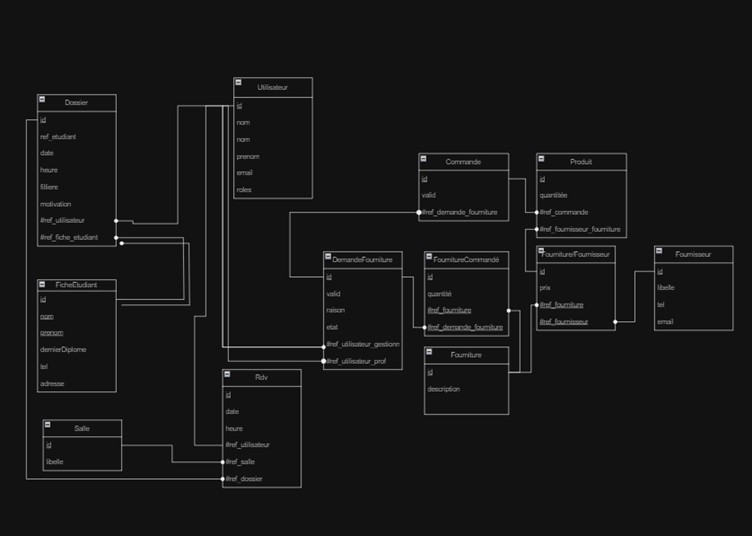 Dossier
id
ref_etudiant
date
heure
filliere
motivation
#ref_utilisateur
#ref_fiche_etudiant
Utilisateur
id
nom
nom
prenom
email
roles
Commande
id
valid
#ref_demande_fourniture
Produit
id
quantitée
#ref_commande
#ref_fournisseur_fourniture
FicheEtudiant
id
nom
prenom
dernierDiplome
tel
adresse
DemandeFourniture
id
valid
raison
etat
#ref_utilisateur_gestionn
#ref_utilisateur_prof
FournitureCommandé
id
quantité
#ref_fourniture
#ref_demande_fourniture
Fourniture/Fournisseur
id
prix
#ref_fourniture
#ref_fournisseur
Fournisseur
id
libelle
tel
email
Fourniture
id
description
Rdv
id
date
heure
#ref_utilisateur
#ref_salle
#ref_dossier
Salle
id
libelle